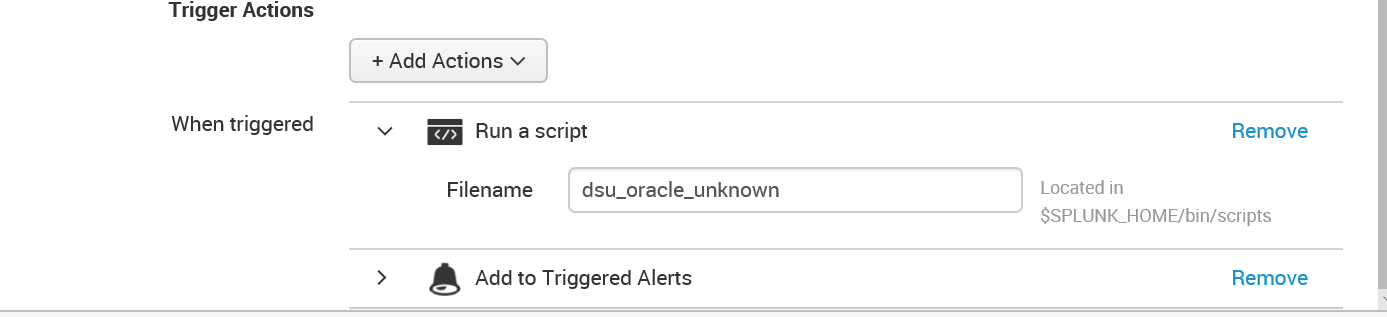 Trigger Actions
+ Add Actions
When triggered
Run a script
Remove
Filename
dsu_oracle_unknown
Located in
$SPLUNK_HOME/bin/scripts
Add to Triggered Alerts
Remove